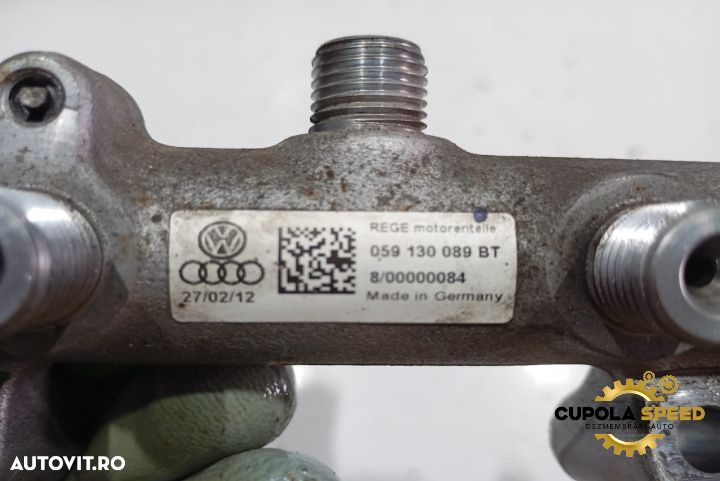 REGE motorenteile
059 130 089 BT
8/00000084
Made in Germany
27/02/12
CUPOLA SPEED
DEZMEMBRĂRI AUTO
AUTOVIT.RO